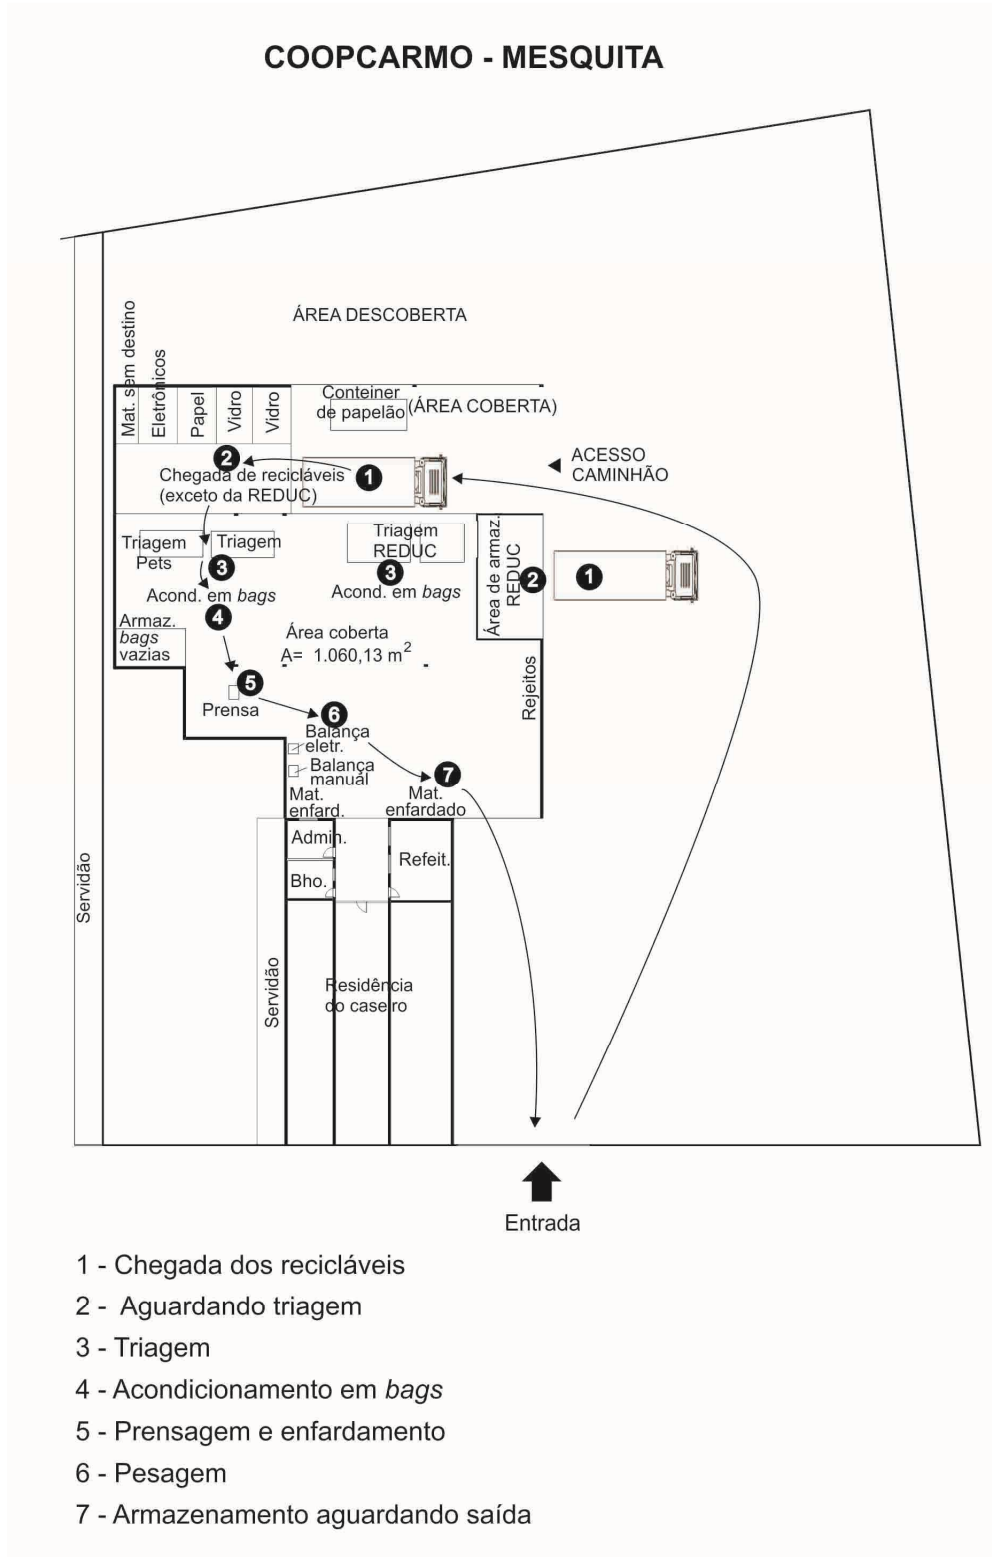 COOPCARMO - MESQUITA
ÁREA DESCOBERTA
Mat. sem destino
Eletrônicos
Papel
Vidro
Vidro
Conteiner
de papelão
(ÁREA COBERTA)
ACESSO
CAMINHÃO
2
1
Chegada de recicláveis
(exceto da REDUC)
Triagem
Pets
Triagem
3
Acond. em bags
4
Triagem
REDUC
3
Acond. em bags
Área de armaz.
REDUC
2
1
Armaz.
bags
vazias
Área coberta
A= 1.060,13 m2
Rejeitos
5
Prensa
6
Balança
eletr.
Balança
manual
7
Mat.
enfard.
Mat.
enfardado
Admin.
Bho.
Refeit.
Servidão
Servidão
Residência
do caseiro
Entrada
1 - Chegada dos recicláveis
2 - Aguardando triagem
3 - Triagem
4 - Acondicionamento em bags
5 - Prensagem e enfardamento
6 - Pesagem
7 - Armazenamento aguardando saída